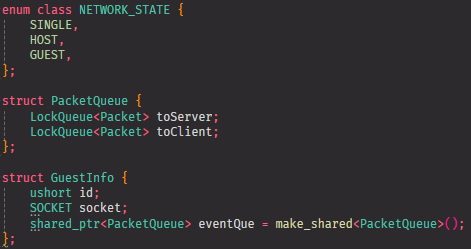 enum class NETWORK_STATE {
    SINGLE,
    HOST,
    GUEST,
};

struct PacketQueue {
    LockQueue<Packet> toServer;
    LockQueue<Packet> toClient;
};

struct GuestInfo {
    ushort id;
    SOCKET socket;
    shared_ptr<PacketQueue> eventQue = make_shared<PacketQueue>();
};